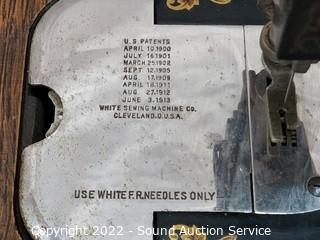 U.S. PATENTS
APRIL 10.1900
JULY 16.1901
MARCH 25.1902
SEPT. 12.1905
AUG. 17.1909
APRIL 18.1911
AUG. 27.1912
JUNE 3.1913
WHITE SEWING MACHINE CO.
CLEVELAND.O.U.S.A.
USE WHITE F.R. NEEDLES ONLY
Copyright 2022 - Sound Auction Service